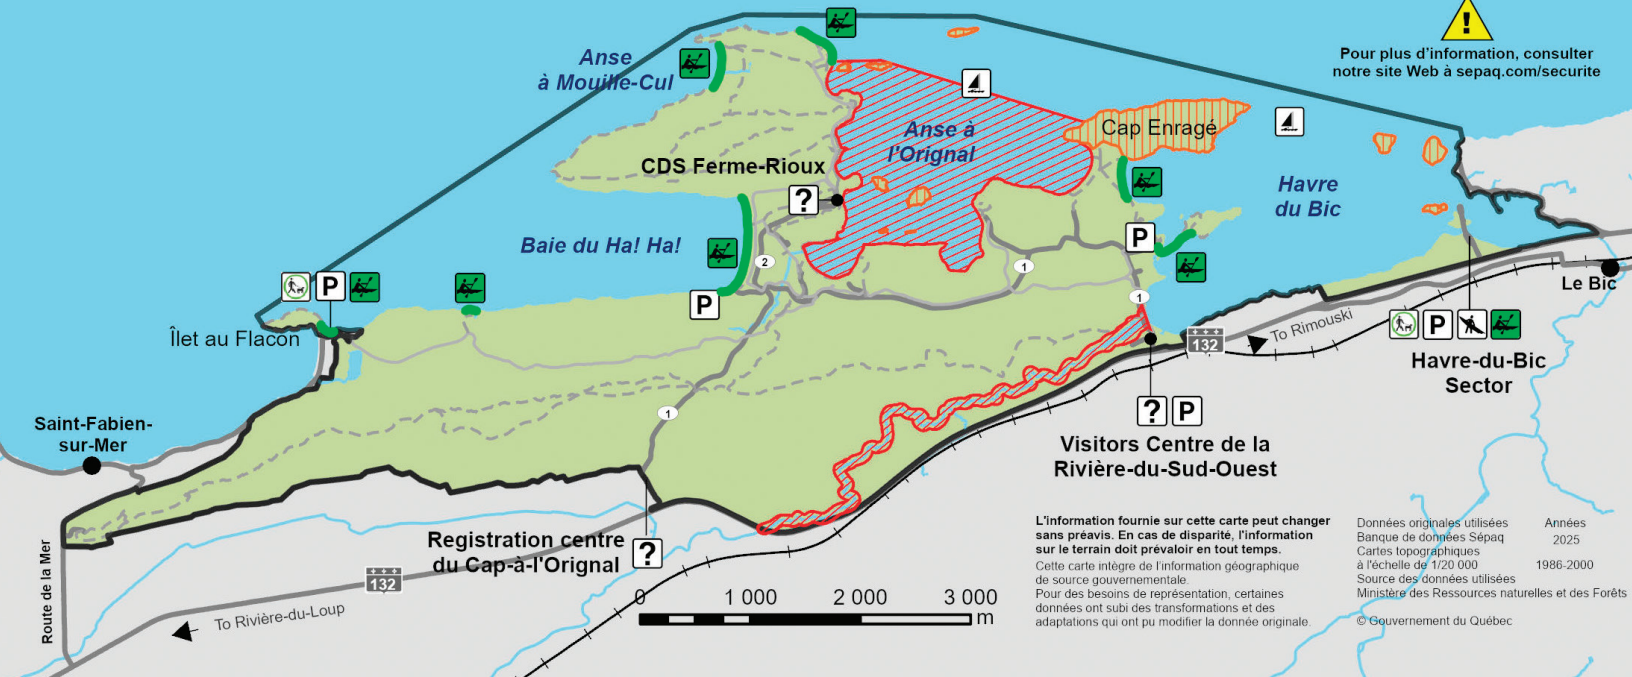 !
Pour plus d'information, consulter
notre site Web à sepaq.com/securite
Anse
à Mouille-Cul
Cap Enragé
Anse à
l'Orignal
CDS Ferme-Rioux
?
Havre
du Bic
Baie du Ha! Ha!
P
2
1
P
P
1
Le Bic
Îlet au Flacon
132
To Rimouski
P
Havre-du-Bic
Sector
1
? P
Saint-Fabien-
sur-Mer
Visitors Centre de la
Rivière-du-Sud-Ouest
Registration centre
du Cap-à-l'Orignal
?
132
To Rivière-du-Loup
Route de la Mer
0 1 000 2 000 3 000
m
L'information fournie sur cette carte peut changer
sans préavis. En cas de disparité, l'information
sur le terrain doit prévaloir en tout temps.
Cette carte intègre de l'information géographique
de source gouvernementale.
Pour des besoins de représentation, certaines
données ont subi des transformations et des
adaptations qui ont pu modifier la donnée originale.
Données originales utilisées Années
Banque de données Sépaq 2025
Cartes topographiques
à l'échelle de 1/20 000 1986-2000
Source des données utilisées
Ministère des Ressources naturelles et des Forêts
© Gouvernement du Québec